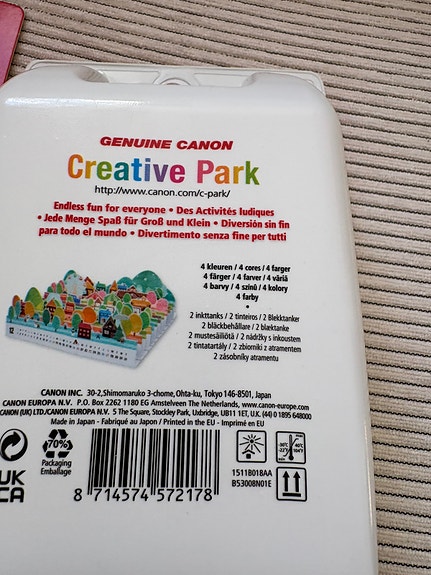 GENUINE CANON
Creative Park
http://www.canon.com/c-park/
Endless fun for everyone • Des Activités ludiques
• Jede Menge Spaß für Groß und Klein • Diversión sin fin
para todo el mundo • Divertimento senza fine per tutti
4 kleuren / 4 cores / 4 farger
4 färger / 4 farver / 4 väriä
4 barvy / 4 színű / 4 kolory
4 farby
•
2 inkttanks / 2 tinteiros / 2 Blekktanker
2 bläckbehållare / 2 blæktanke
2 mustesäiliötä / 2 nádržky s inkoustem
2 tintatartály / 2 zbiorniki z atramentem
2 zásobníky atramentu
12
CANON INC. 30-2, Shimomaruko 3-chome, Ohta-ku, Tokyo 146-8501, Japan
CANON EUROPA N.V. P.O. Box 2262 1180 EG Amstelveen The Netherlands, www.canon-europe.com
CANON (UK) LTD./CANON EUROPA N.V. 5 The Square, Stockley Park, Uxbridge, UB11 1ET, U.K. (44) 0 1895 648000
Made in Japan - Fabriqué au Japon / Made in the EU - Imprimé en EU
70%
Packaging
Emballage
UK
CA
8 714574 572178
1511B018AA
B53008N01E